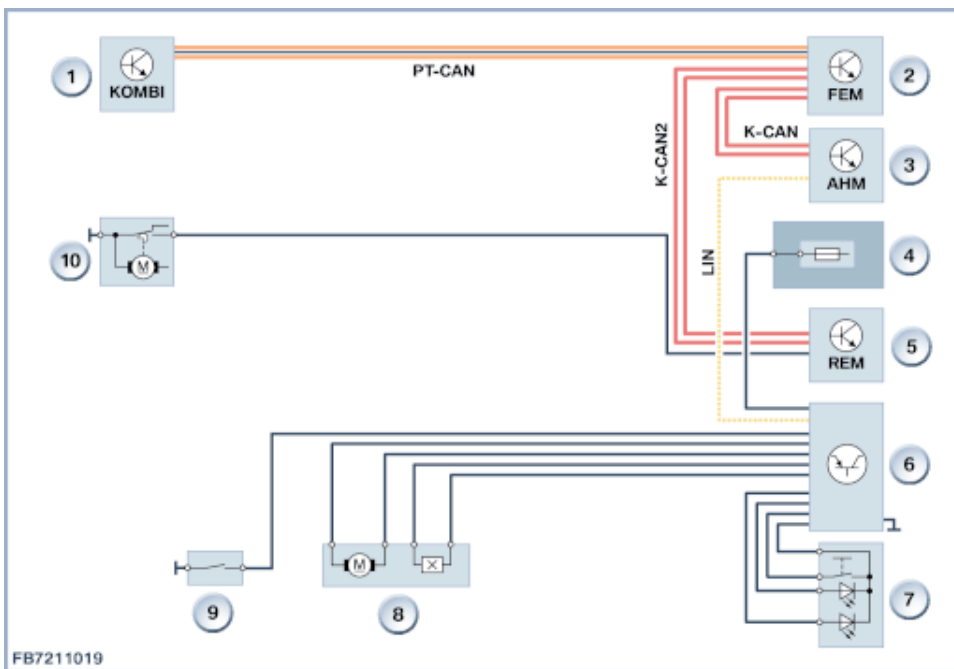 1
KOMBI
PT-CAN
FEM
2
K-CAN2
K-CAN
AHM
3
LIN
4
10
M
REM
5
6
M
X
9
8
7
FB7211019